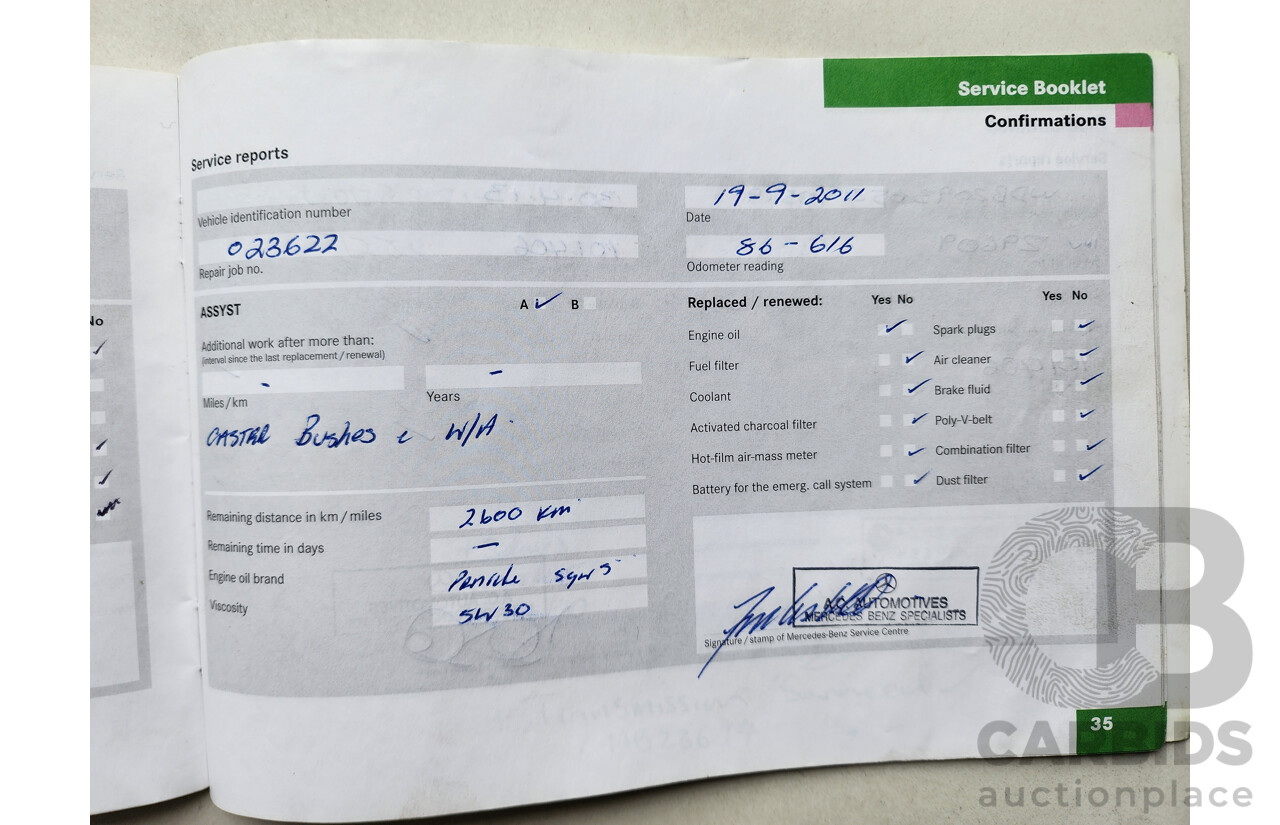 Service Booklet
Confirmations
Service reports
Vehicle identification number
19-9-2011
Date
023622
Repair job no.
86-616
Odometer reading
ASSYST A B
Additional work after more than:
(interval since the last replacement / renewal)
-
-
Miles / km
Years
CASTER Bushes & W/A
Remaining distance in km / miles
2600 km
Remaining time in days
—
Engine oil brand
Viscosity
5W30
Replaced / renewed: Yes No
Yes No
Engine oil
Spark plugs
Fuel filter
Air cleaner
Coolant
Brake fluid
Activated charcoal filter
Poly-V-belt
Hot-film air-mass meter
Combination filter
Battery for the emerg. call system
Dust filter
AUTOMOTIVES
MERCEDES BENZ SPECIALISTS
Signature / stamp of Mercedes-Benz Service Centre
35
No
CARBIDS
auctionplace